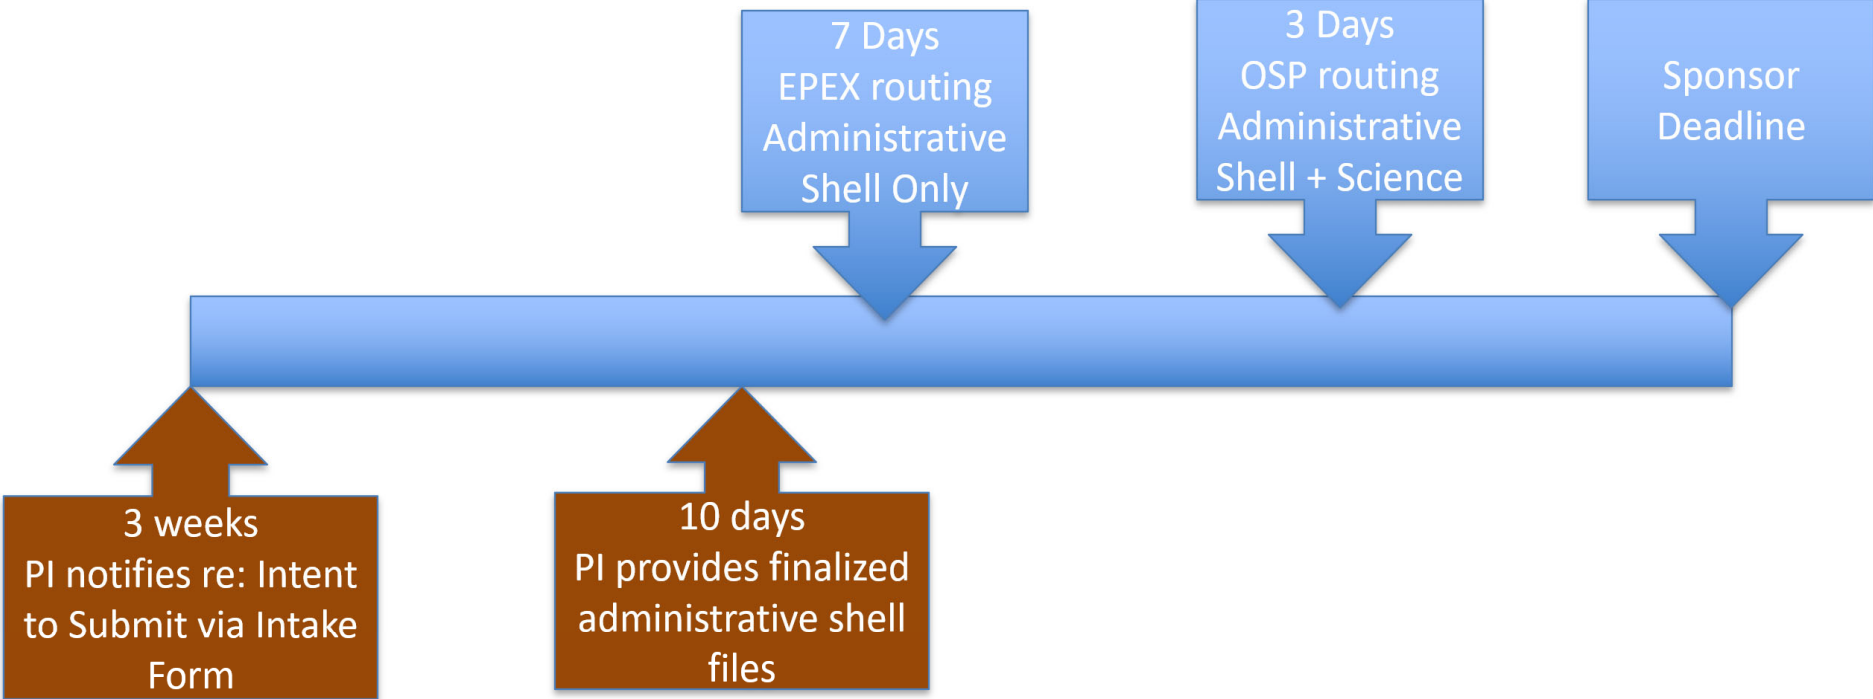 7 Days
EPEX routing
Administrative
Shell Only
3 Days
OSP routing
Administrative
Shell + Science
Sponsor
Deadline
3 weeks
PI notifies re: Intent
to Submit via Intake
Form
10 days
PI provides finalized
administrative shell
files